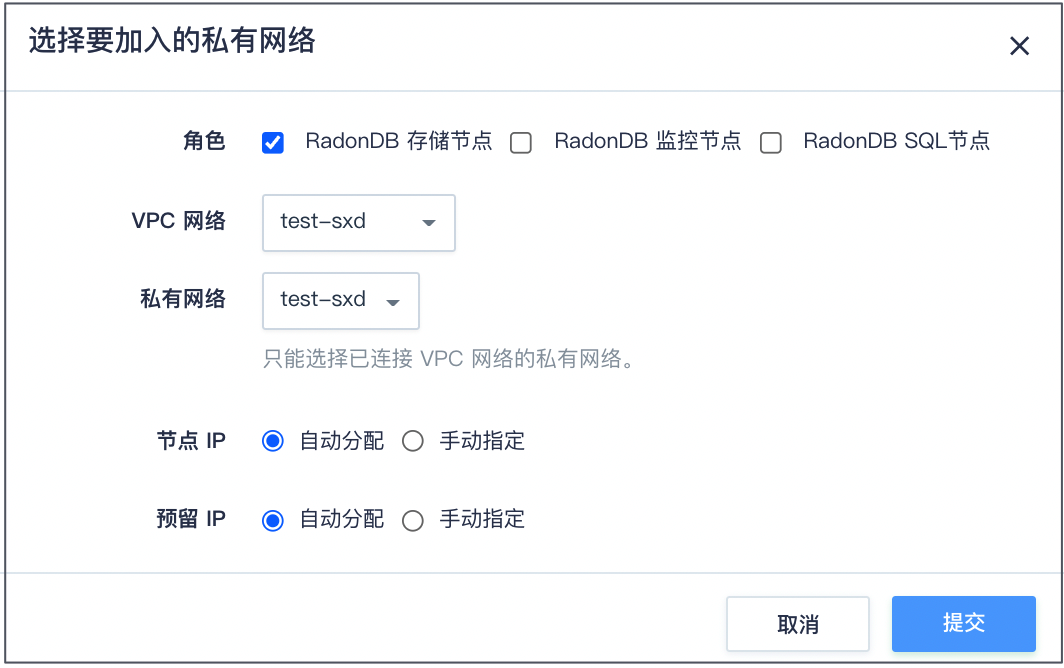 选择要加入的私有网络
角色 RadonDB 存储节点 RadonDB 监控节点 RadonDB SQL节点
VPC 网络 test-sxd
私有网络 test-sxd
只能选择已连接 VPC 网络的私有网络。
节点 IP 自动分配 手动指定
预留 IP 自动分配 手动指定
取消 提交